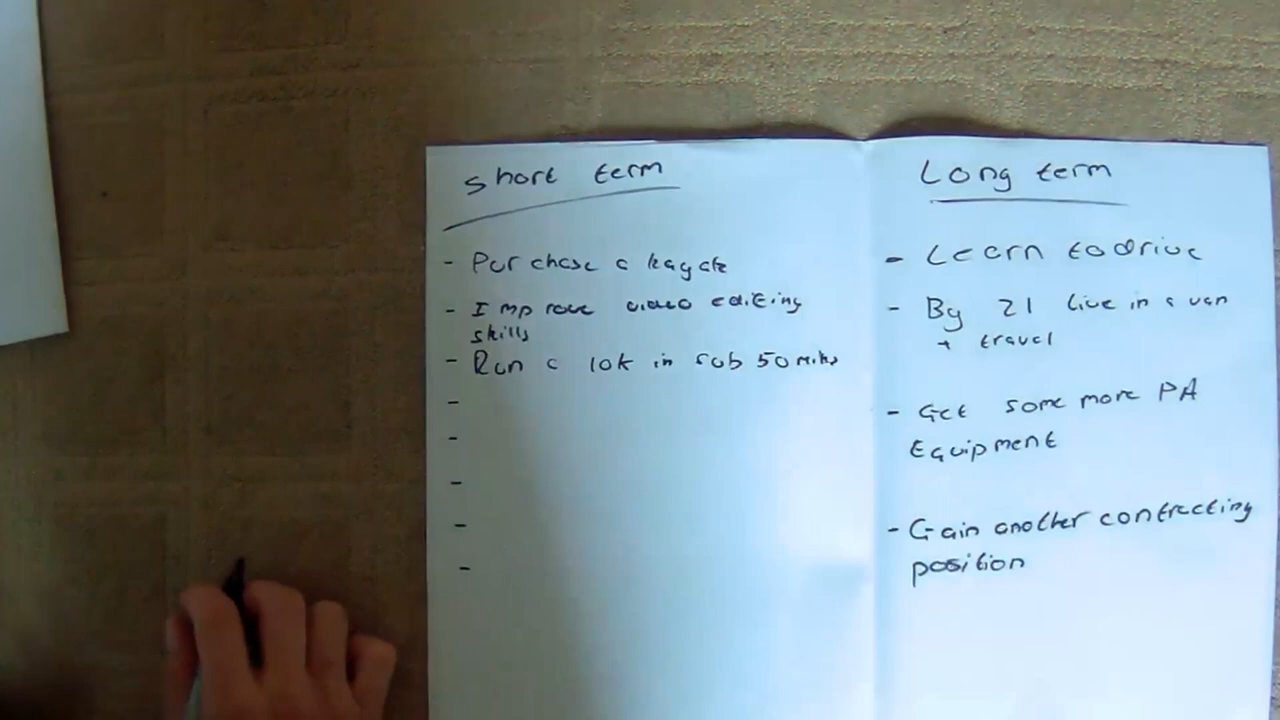 Short term
- Purchase a kayak
- Improve video editing
skills
- Run a 10k in sub 50 mins
-
-
-
-
-
Long term
- Learn to drive
- By 21 live in a van
+ travel
- Get some more PA
Equipment
- Gain another contracting
position